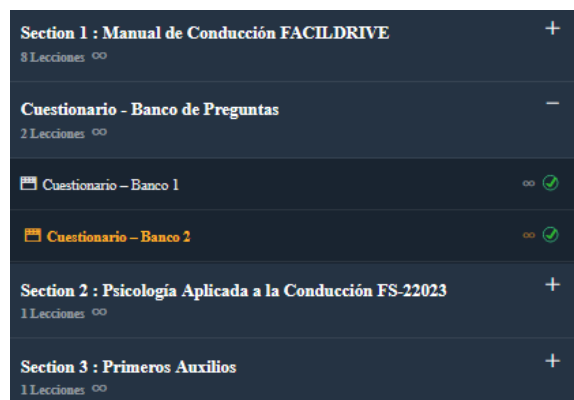 Section 1 : Manual de Conducción FACILDRIVE
8 Lecciones ∞
Cuestionario - Banco de Preguntas
2 Lecciones ∞
Cuestionario – Banco 1 ∞
Cuestionario – Banco 2 ∞
Section 2 : Psicología Aplicada a la Conducción FS-22023
1 Lecciones ∞
Section 3 : Primeros Auxilios
1 Lecciones ∞